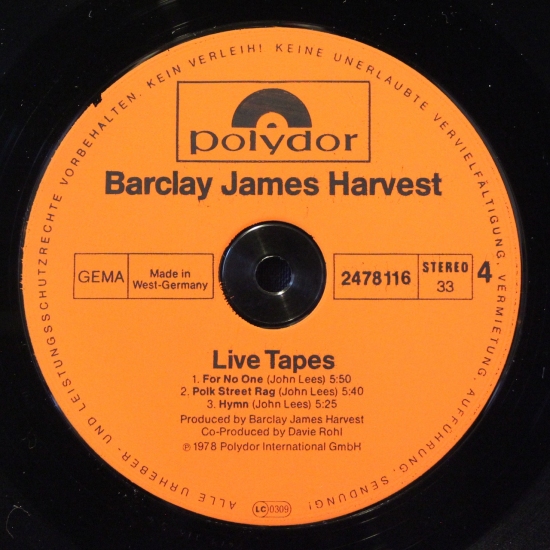 ALLE URHEBER- UND LEISTUNGSSCHUTZRECHTE VORBEHALTEN. KEIN VERLEIH! KEINE UNERLAUBTE VERVIELFÄLTIGUNG, VERMIETUNG, AUFFÜHRUNG, SENDUNG!
polydor
Barclay James Harvest
GEMA
Made in
West-Germany
2478116
STEREO
33
4
Live Tapes
1. For No One (John Lees) 5:50
2. Polk Street Rag (John Lees) 5:40
3. Hymn (John Lees) 5:25
Produced by Barclay James Harvest
Co-Produced by Davie Rohl
℗ 1978 Polydor International GmbH
LC 0309